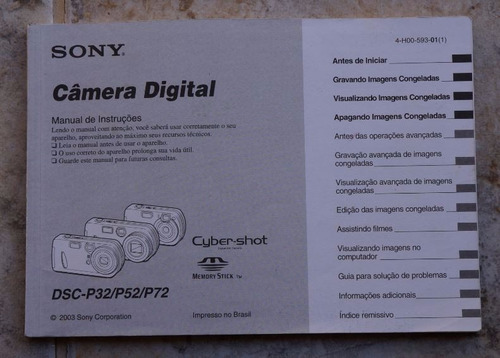 SONY®
4-H00-593-01(1)
Câmera Digital
Manual de Instruções
Lendo o manual com atenção, você saberá usar corretamente o seu
aparelho, aproveitando ao máximo seus recursos técnicos.
❑ Leia o manual antes de usar o aparelho.
❑ O uso correto do aparelho prolonga sua vida útil.
❑ Guarde este manual para futuras consultas.
Cyber-shot
MEMORY STICK TM
DSC-P32/P52/P72
© 2003 Sony Corporation
Impresso no Brasil
Antes de Iniciar
Gravando Imagens Congeladas
Visualizando Imagens Congeladas
Apagando Imagens Congeladas
Antes das operações avançadas
Gravação avançada de imagens
congeladas
Visualização avançada de imagens
congeladas
Edição das imagens congeladas
Assistindo filmes
Visualizando imagens no
computador
Guia para solução de problemas
Informações adicionais
Índice remissivo